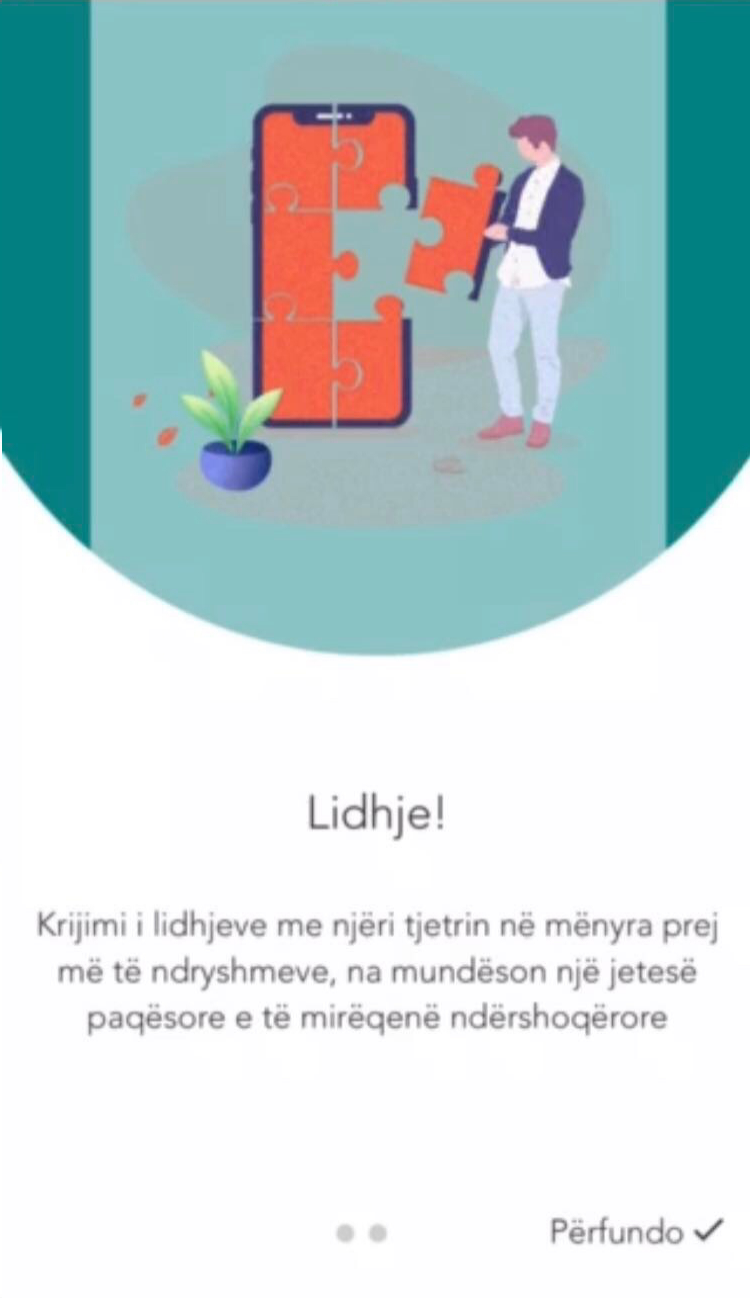 Lidhje!
Krijimi i lidhjeve me njëri tjetrin në mënyra prej
më të ndryshmeve, na mundëson një jetesë
paqësore e të mirëqenë ndërshoqërore
Përfundo